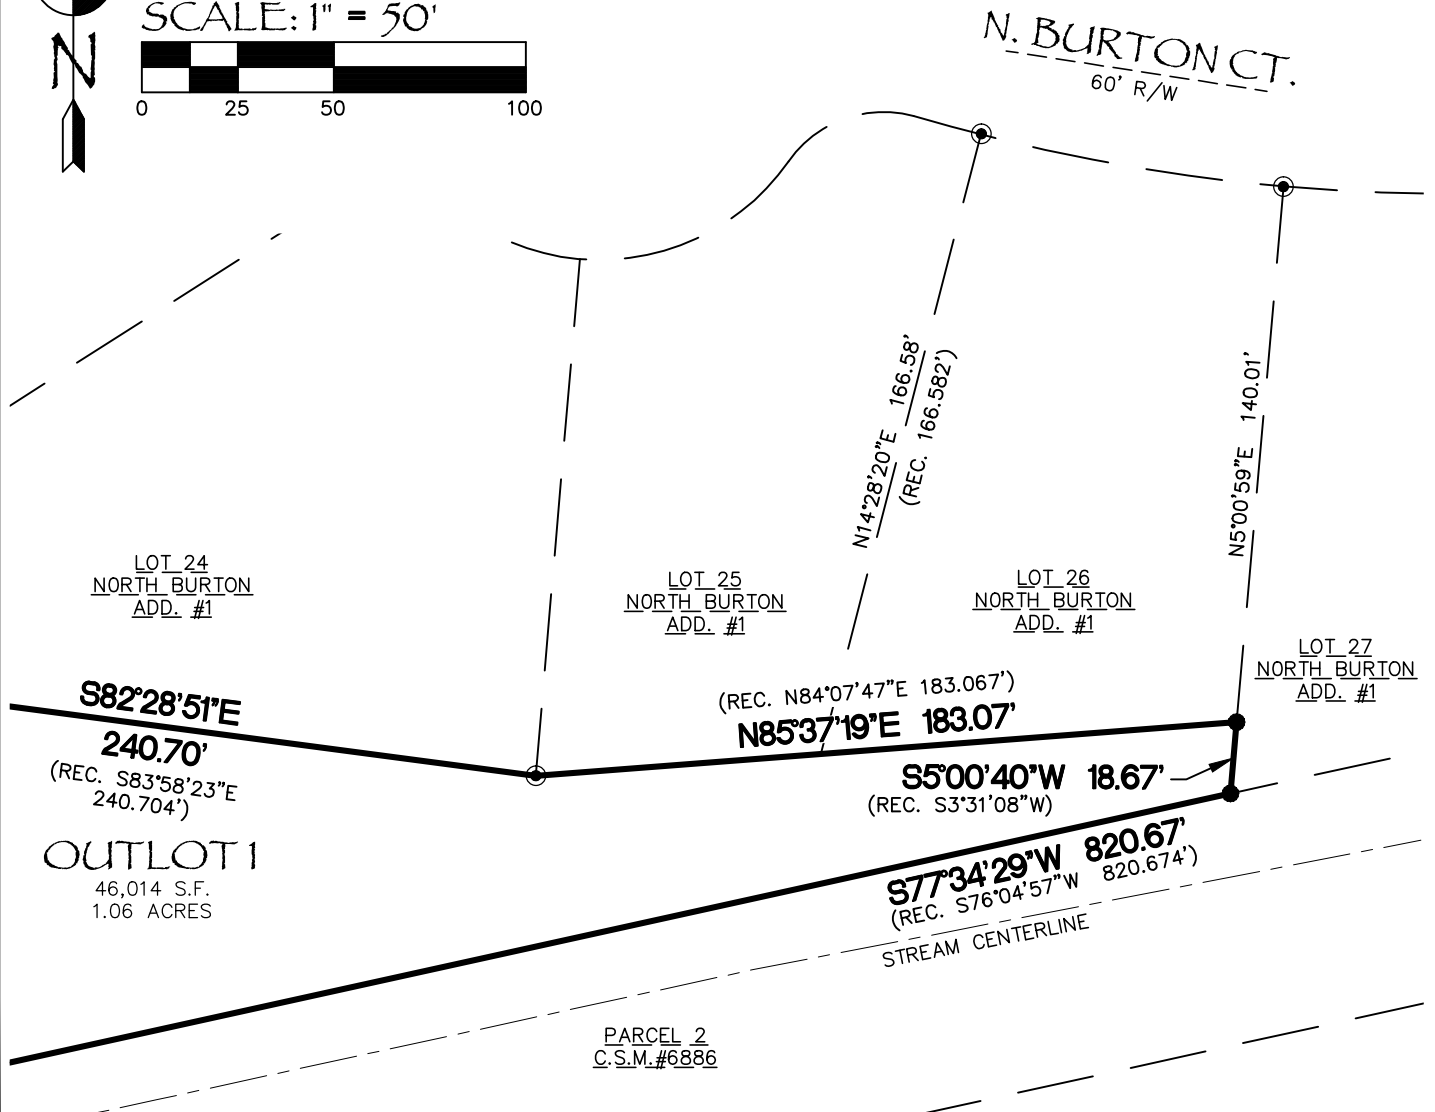 SCALE: 1" = 50'
N
0 25 50 100
N. BURTON CT.
60' R/W
N14°28'20"E 166.58'
(REC. 166.582')
N5°00'59"E 140.01'
LOT 24
NORTH BURTON
ADD. #1
LOT 25
NORTH BURTON
ADD. #1
LOT 26
NORTH BURTON
ADD. #1
LOT 27
NORTH BURTON
ADD. #1
S82°28'51"E
240.70'
(REC. S83°58'23"E
240.704')
(REC. N84°07'47"E 183.067')
N85°37'19"E 183.07'
S5°00'40"W 18.67'
(REC. S3°31'08"W)
OUTLOT 1
46,014 S.F.
1.06 ACRES
S77°34'29"W 820.67'
(REC. S76°04'57"W 820.674')
STREAM CENTERLINE
PARCEL 2
C.S.M.#6886